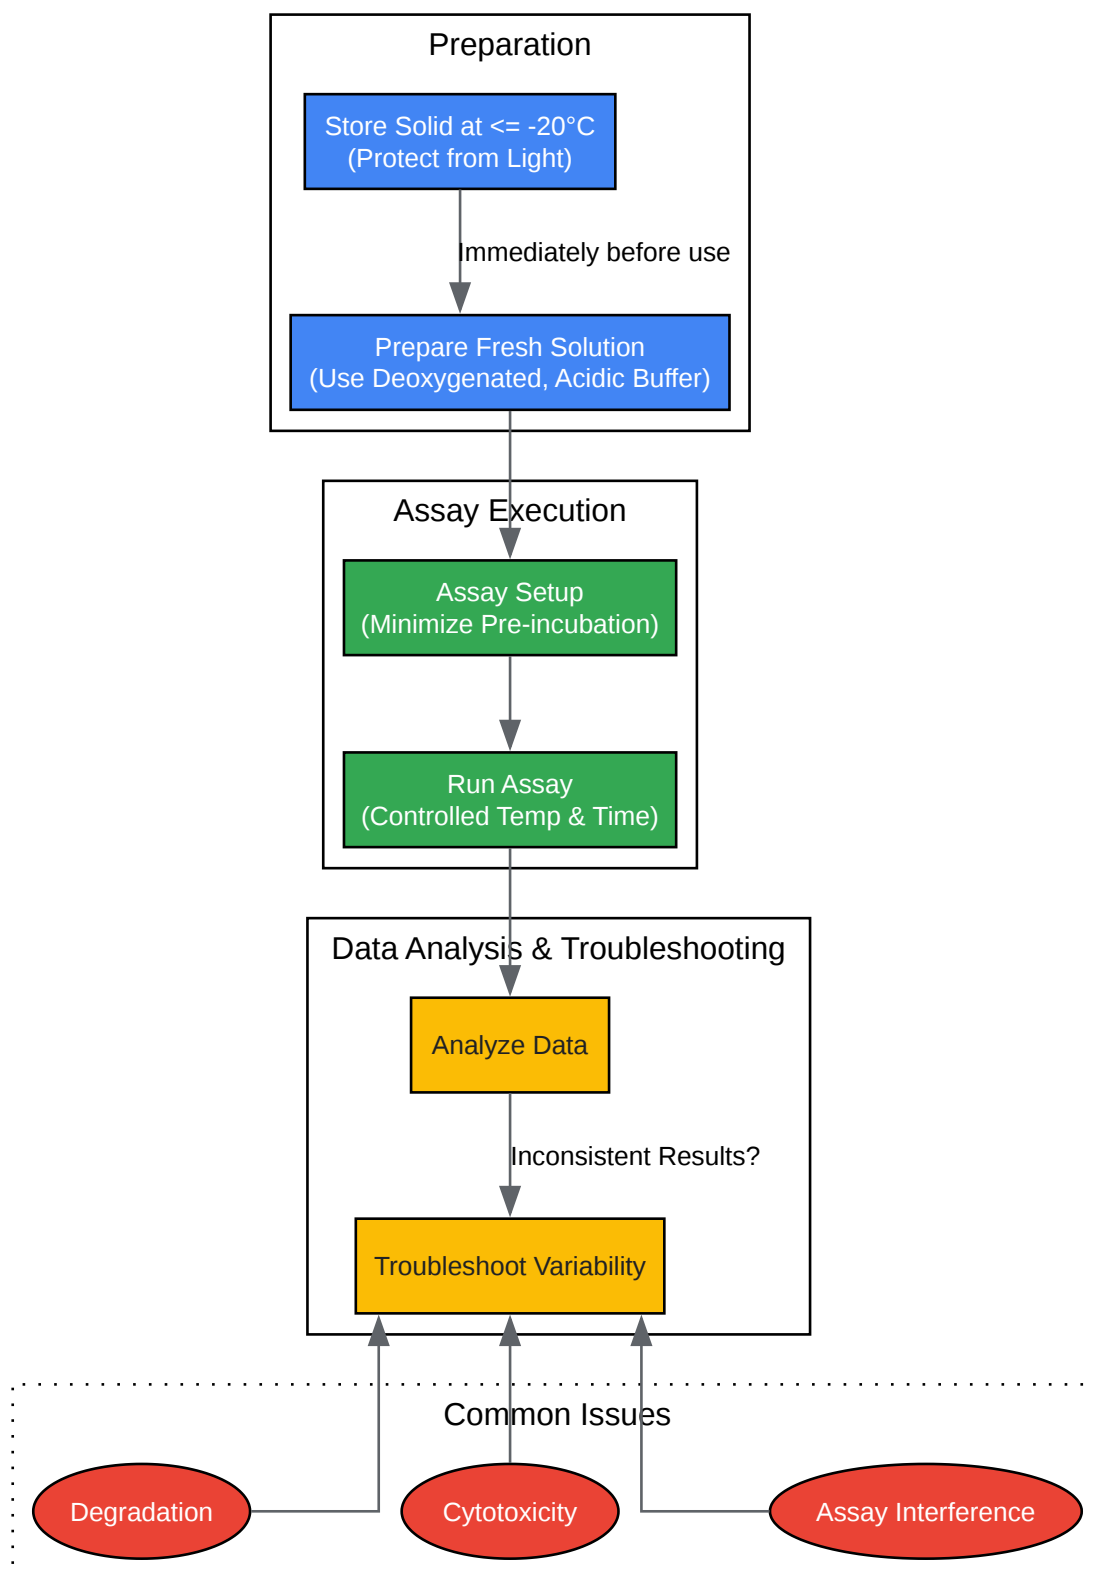 Preparation
Store Solid at <= -20°C
(Protect from Light)
Immediately before use
Prepare Fresh Solution
(Use Deoxygenated, Acidic Buffer)
Assay Execution
Assay Setup
(Minimize Pre-incubation)
Run Assay
(Controlled Temp & Time)
Data Analysis & Troubleshooting
Analyze Data
Inconsistent Results?
Troubleshoot Variability
Common Issues
Degradation
Cytotoxicity
Assay Interference